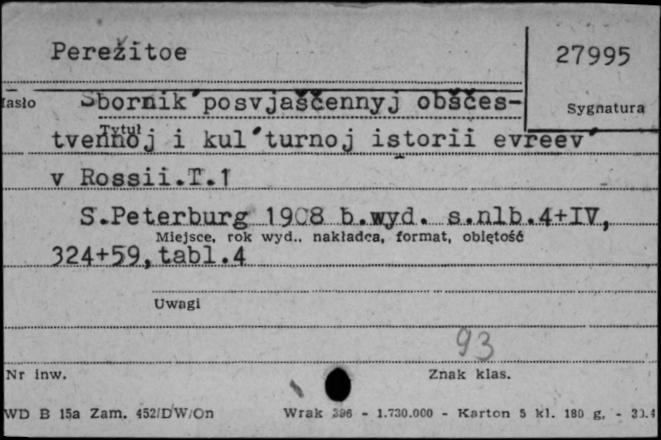 Perežitoe
27995
Hasło
Sygnatura
Sbornik posvjaščennyj obščes-
Tytuł
tvennoj i kul'turnoj istorii evreev
v Rossii.T.1
S.Peterburg 1908 b.wyd. s.nlb.4+IV,
Miejsce, rok wyd., nakładca, format, objętość
324+59, tabl.4
Uwagi
93
Nr inw.
Znak klas.
WD B 15a Zam. 452/DW/On Wrak 396 - 1.730.000 - Karton 5 kl. 180 g. -